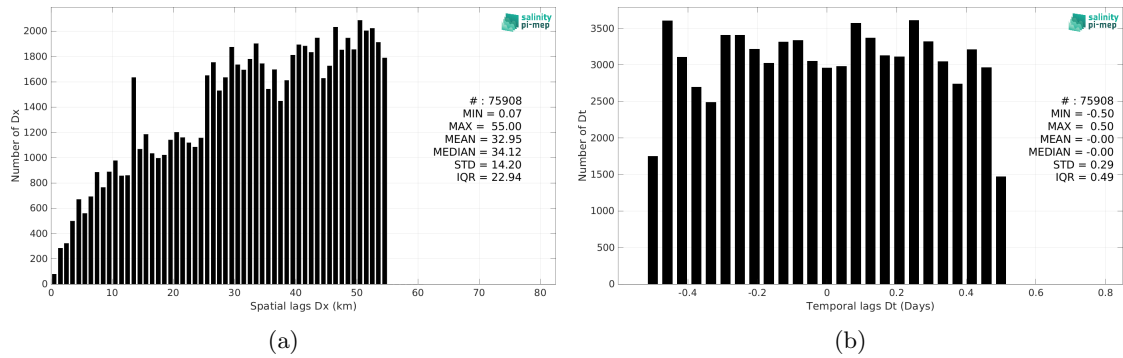 2000
1800
1600
1400
1200
1000
800
600
400
200
0
Number of Dx
0 10 20 30 40 50 60 70 80
Spatial lags Dx (km)
salinity
pi-mep
# : 75908
MIN = 0.07
MAX = 55.00
MEAN = 32.95
MEDIAN = 34.12
STD = 14.20
IQR = 22.94
(a)
3500
3000
2500
2000
1500
1000
500
0
Number of Dt
-0.4 -0.2 0 0.2 0.4 0.6 0.8
Temporal lags Dt (Days)
salinity
pi-mep
# : 75908
MIN = -0.50
MAX = 0.50
MEAN = -0.00
MEDIAN = -0.00
STD = 0.29
IQR = 0.49
(b)